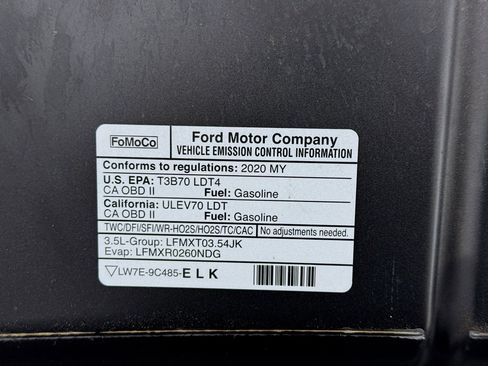 FoMoCo
Ford Motor Company
VEHICLE EMISSION CONTROL INFORMATION
Conforms to regulations: 2020 MY
U.S. EPA: T3B70 LDT4
CA OBD II Fuel: Gasoline
California: ULEV70 LDT
CA OBD II Fuel: Gasoline
TWC/DFI/SFI/WR-HO2S/HO2S/TC/CAC No adjustments needed.
3.5L-Group: LFMXT03.54JK
Evap: LFMXR0260NDG
LW7E-9C485-ELK